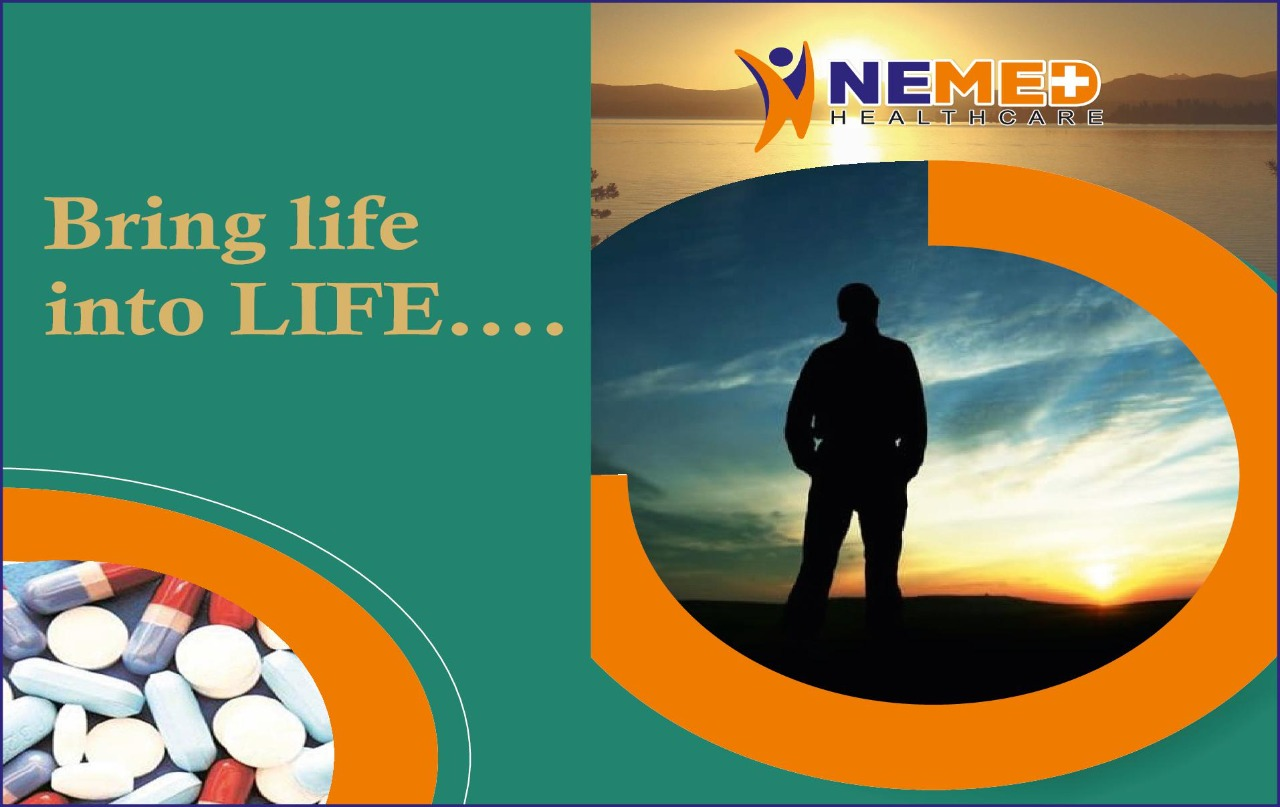 Bring life
into LIFE....
NEMED
HEALTHCARE